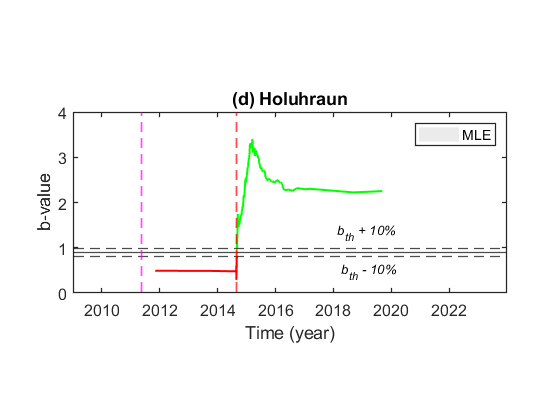 (d) Holuhraun
MLE
4
3
2
1
0
b-value
b_th + 10%
b_th - 10%
2010 2012 2014 2016 2018 2020 2022
Time (year)